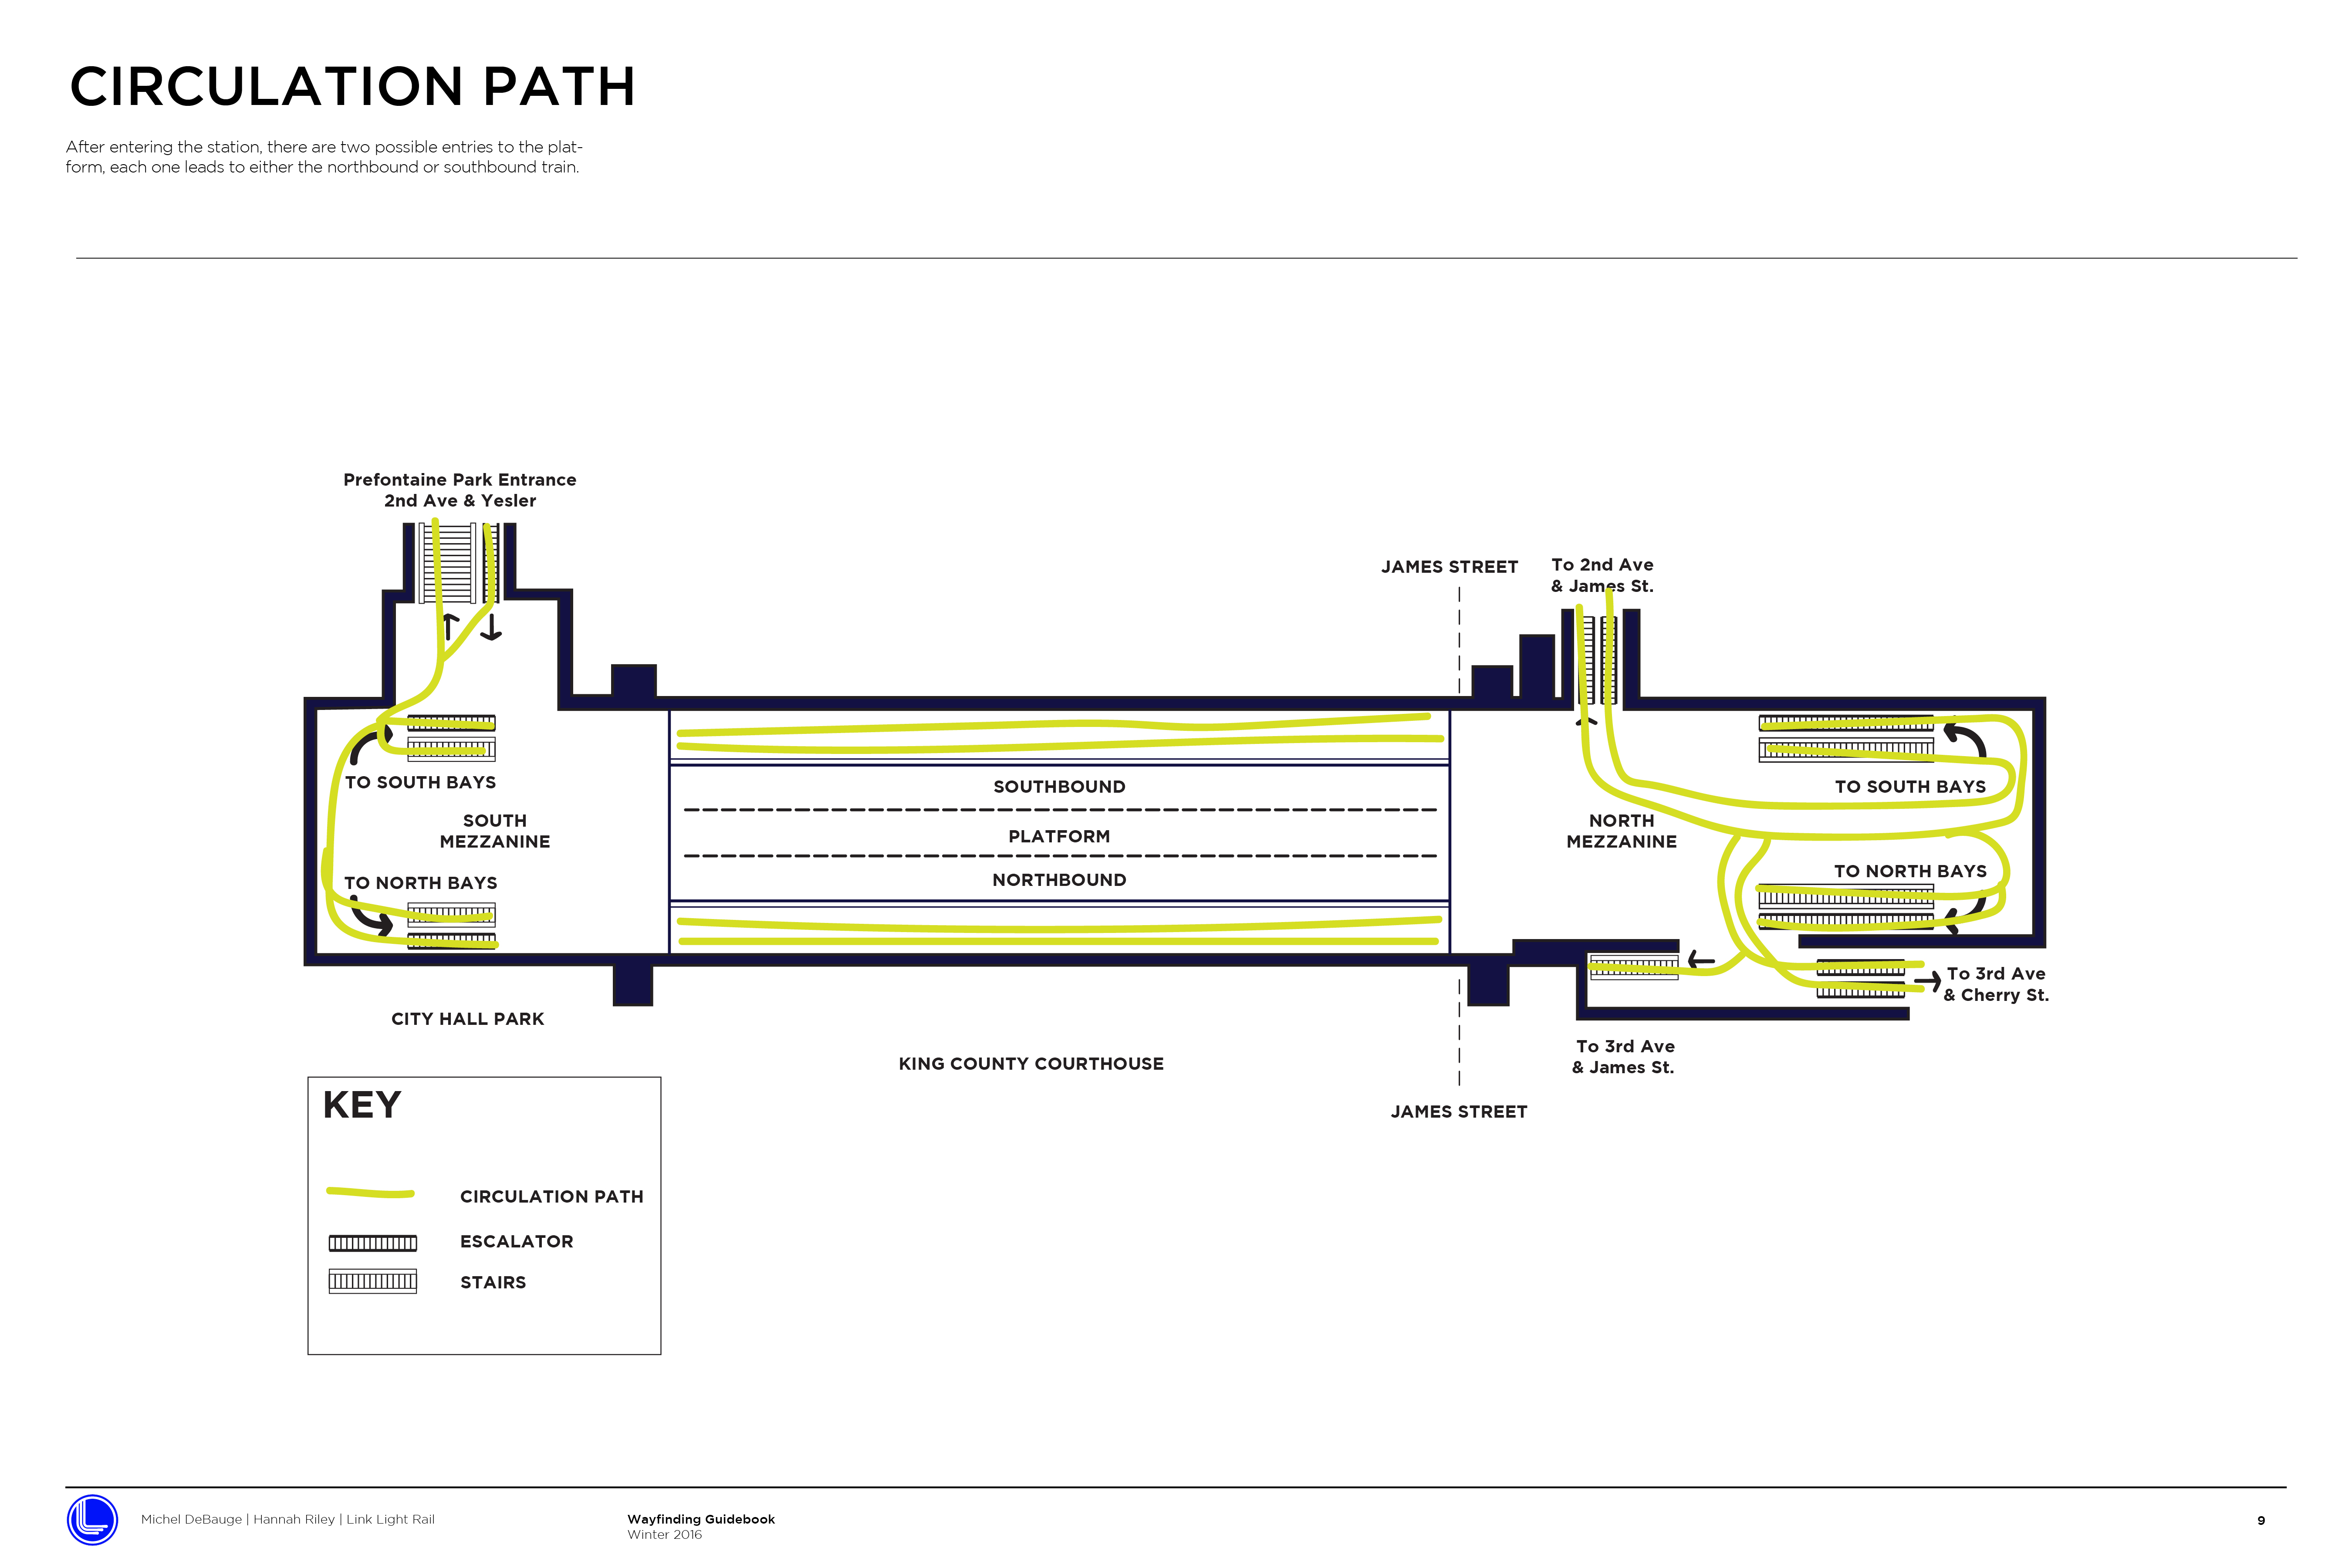 CIRCULATION PATH
After entering the station, there are two possible entries to the plat-
form, each one leads to either the northbound or southbound train.
Prefontaine Park Entrance
2nd Ave & Yesler
JAMES STREET
To 2nd Ave
& James St.
TO SOUTH BAYS
SOUTH
MEZZANINE
TO NORTH BAYS
SOUTHBOUND
PLATFORM
NORTHBOUND
NORTH
MEZZANINE
TO SOUTH BAYS
TO NORTH BAYS
To 3rd Ave
& Cherry St.
CITY HALL PARK
KING COUNTY COURTHOUSE
To 3rd Ave
& James St.
JAMES STREET
KEY
CIRCULATION PATH
ESCALATOR
STAIRS
Michel DeBauge | Hannah Riley | Link Light Rail
Wayfinding Guidebook
Winter 2016
9